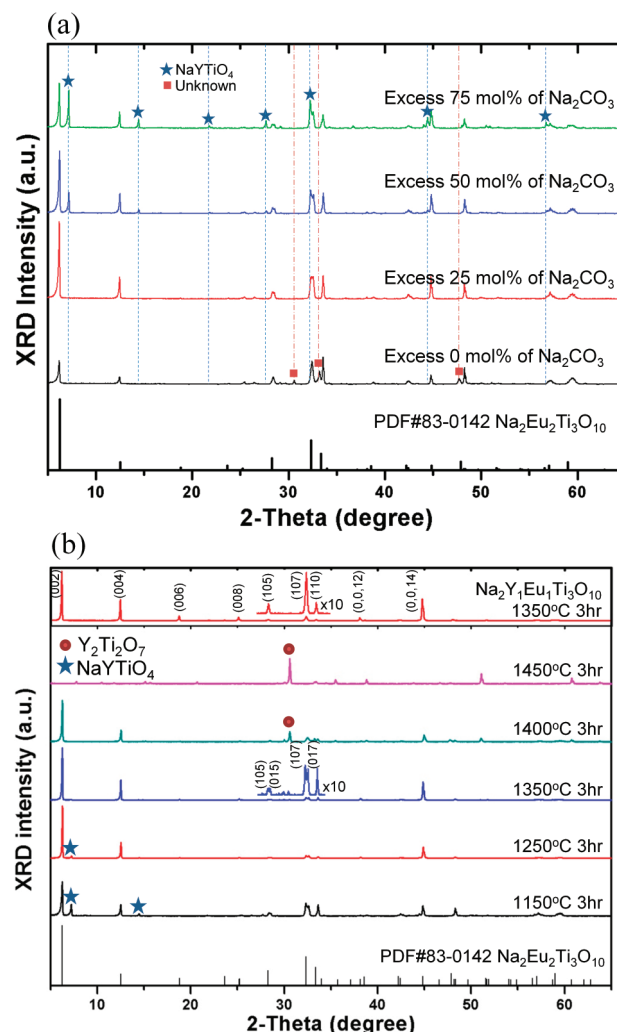 (a)
NaYTiO₄
Unknown
Excess 75 mol% of Na₂CO₃
Excess 50 mol% of Na₂CO₃
Excess 25 mol% of Na₂CO₃
Excess 0 mol% of Na₂CO₃
PDF#83-0142 Na₂Eu₂Ti₃O₁₀
XRD Intensity (a.u.)
10 20 30 40 50 60
2-Theta (degree)
(b)
(002) (004) (006) (008) (105) (107) (110) x10 (0,0,12) (0,0,14)
Na₂Y₁Eu₁Ti₃O₁₀
1350°C 3hr
Y₂Ti₂O₇
NaYTiO₄
1450°C 3hr
1400°C 3hr
(105) (015) (107) (017) x10
1350°C 3hr
1250°C 3hr
1150°C 3hr
PDF#83-0142 Na₂Eu₂Ti₃O₁₀
XRD intensity (a.u.)
10 20 30 40 50 60
2-Theta (degree)